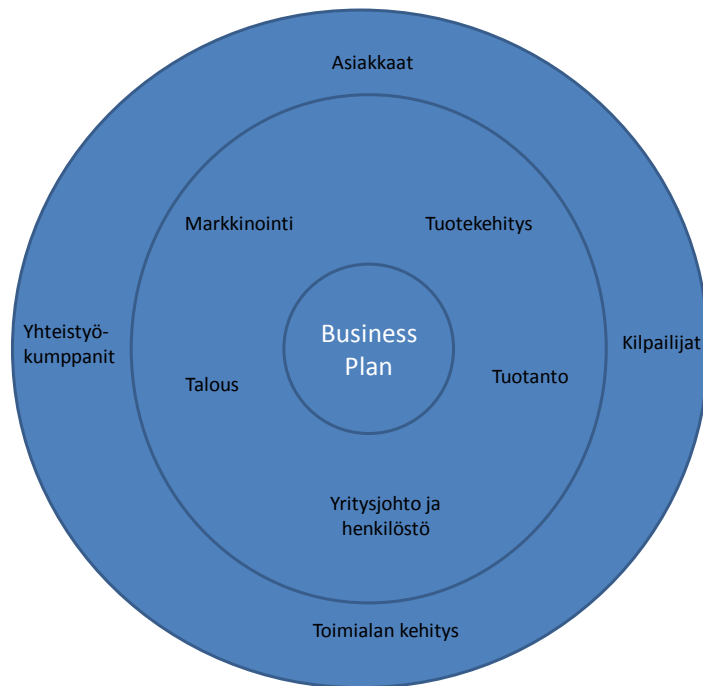 Asiakkaat
Markkinointi
Tuotekehitys
Yhteistyö-
kumppanit
Business
Plan
Kilpailijat
Talous
Tuotanto
Yritysjohto ja
henkilöstö
Toimialan kehitys